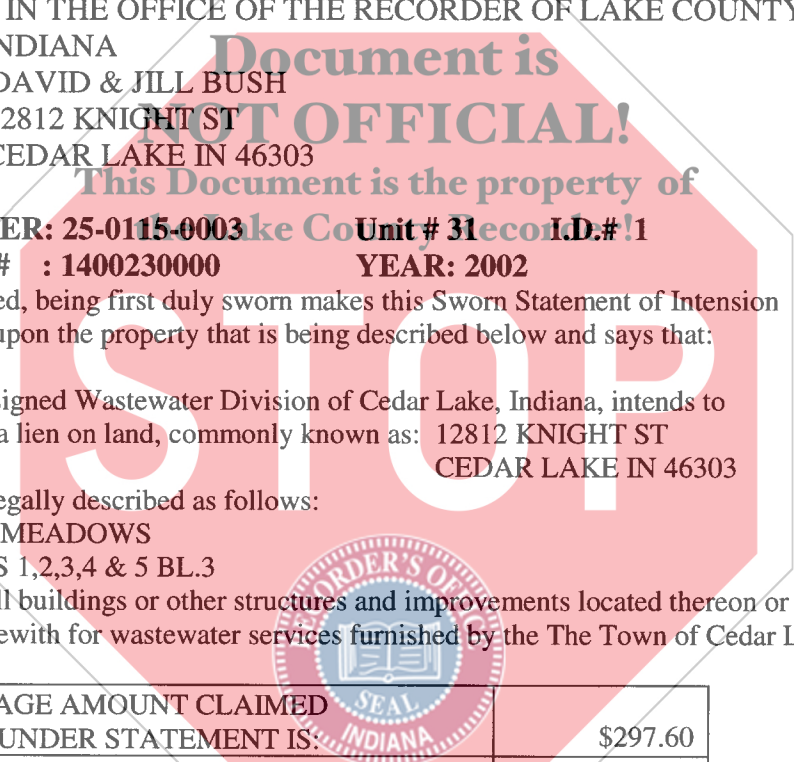 IN THE OFFICE OF THE RECORDER OF LAKE COUNTY
NDIANA
Document is
DAVID & JILL BUSH
NOT OFFICIAL!
2812 KNIGHT ST
CEDAR LAKE IN 46303
This Document is the property of
the Lake County Recorder!
ER: 25-0115-0003 Unit # 31 I.D.# 1
# : 1400230000 YEAR: 2002
ed, being first duly sworn makes this Sworn Statement of Intension
upon the property that is being described below and says that:
STOP
signed Wastewater Division of Cedar Lake, Indiana, intends to
a lien on land, commonly known as: 12812 KNIGHT ST
CEDAR LAKE IN 46303
egally described as follows:
MEADOWS
S 1,2,3,4 & 5 BL.3
ll buildings or other structures and improvements located thereon or
ewith for wastewater services furnished by the The Town of Cedar L
RECORDER'S OFFICE
SEAL
INDIANA
AGE AMOUNT CLAIMED
UNDER STATEMENT IS: $297.60